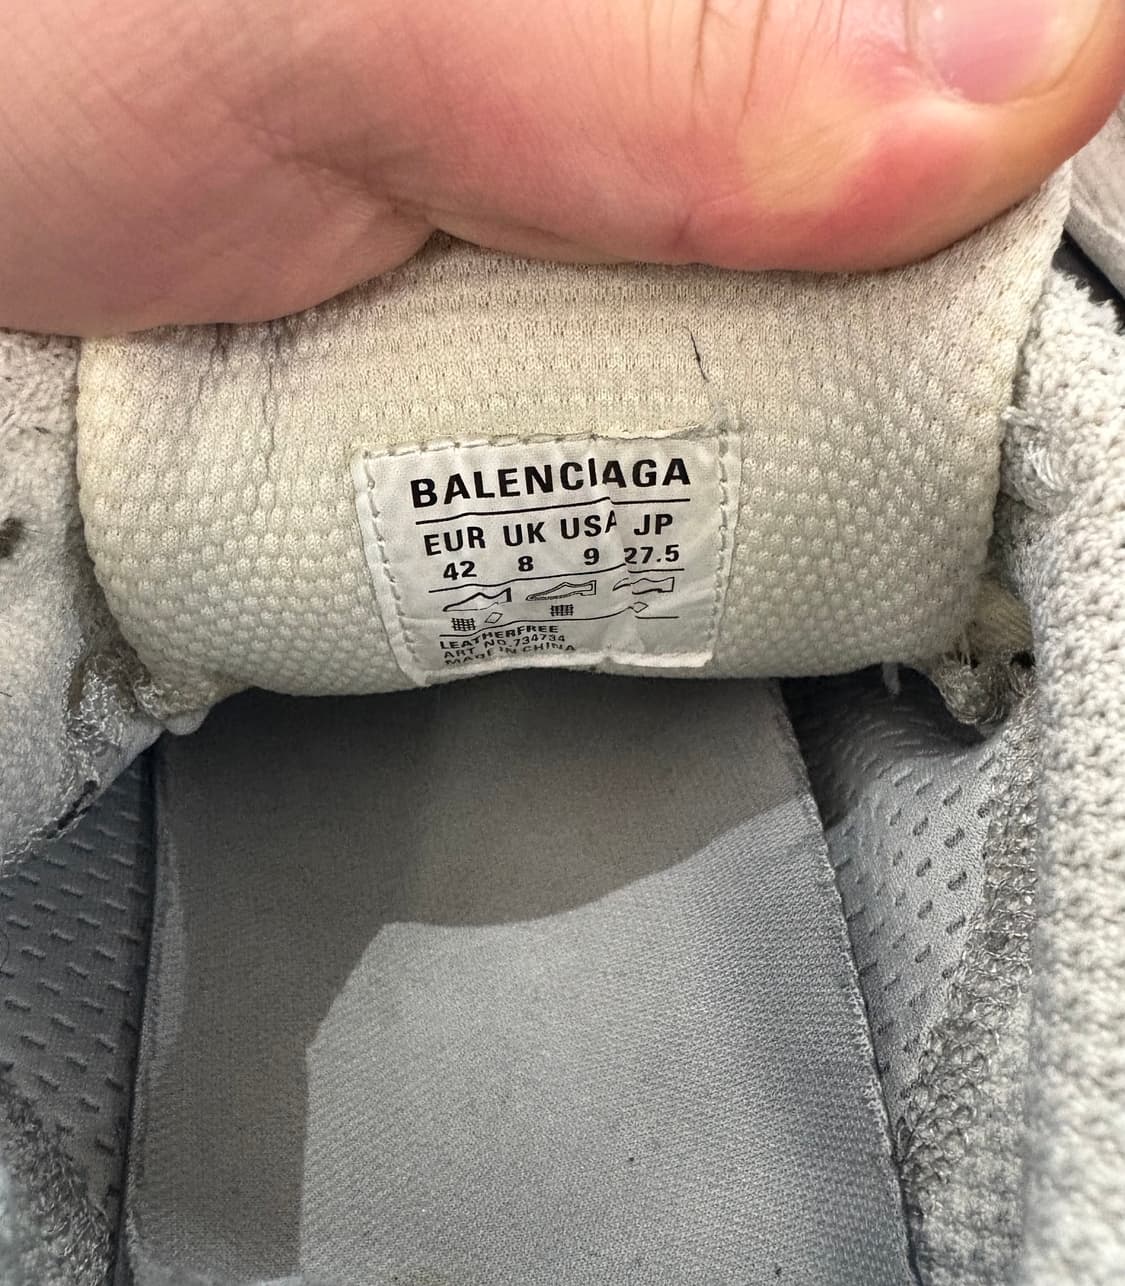 BALENCIAGA
EUR UK USA JP
42 8 9 27.5
LEATHERFREE
ART NO.734734
MADE IN CHINA